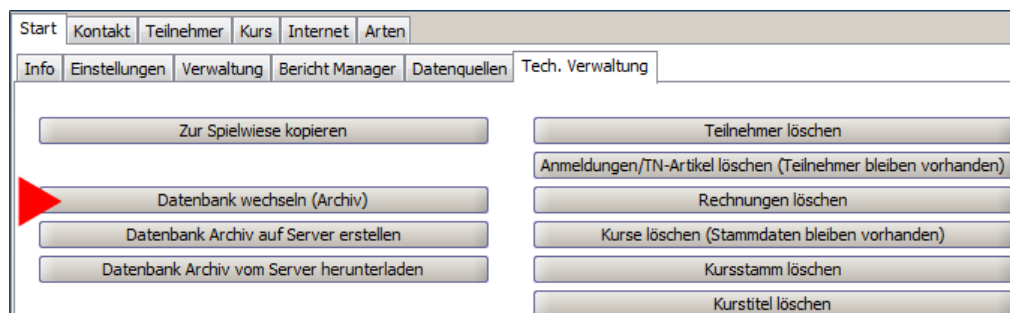 Start Kontakt Teilnehmer Kurs Internet Arten
Info Einstellungen Verwaltung Bericht Manager Datenquellen Tech. Verwaltung
Zur Spielwiese kopieren
Teilnehmer löschen
Anmeldungen/TN-Artikel löschen (Teilnehmer bleiben vorhanden)
Datenbank wechseln (Archiv)
Rechnungen löschen
Datenbank Archiv auf Server erstellen
Kurse löschen (Stammdaten bleiben vorhanden)
Datenbank Archiv vom Server herunterladen
Kursstamm löschen
Kurstitel löschen